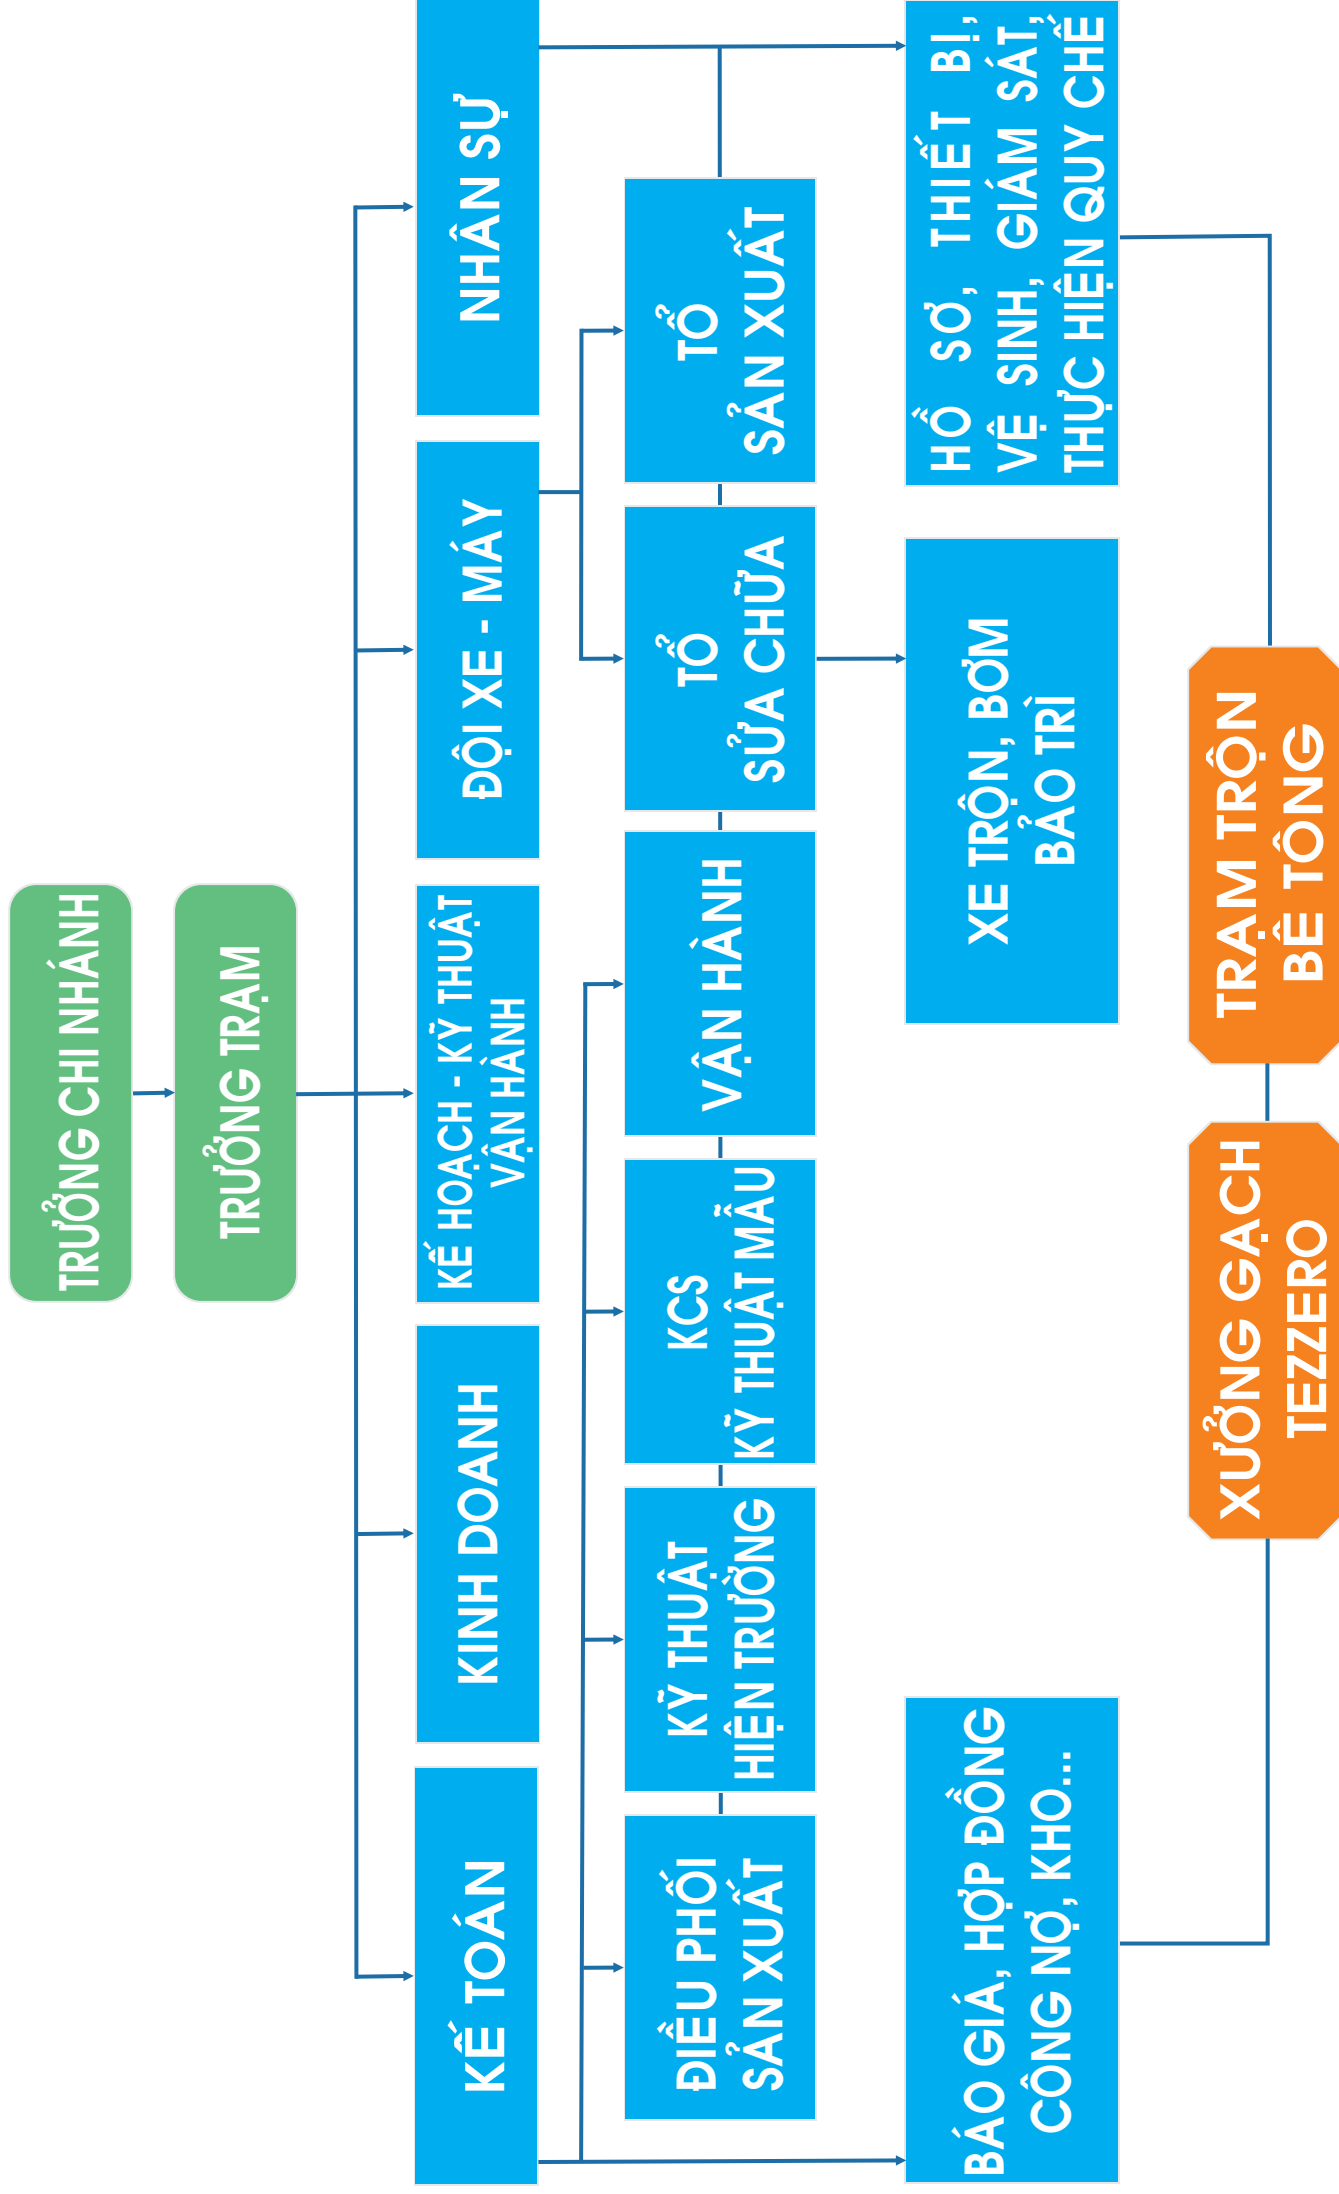 TRƯỞNG CHI NHÁNH
TRƯỞNG TRẠM
KẾ TOÁN
KINH DOANH
KẾ HOẠCH - KỸ THUẬT
VẬN HÀNH
ĐỘI XE - MÁY
NHÂN SỰ
ĐIỀU PHỐI
SẢN XUẤT
KỸ THUẬT
HIỆN TRƯỜNG
KCS
KỸ THUẬT MẪU
VẬN HÀNH
TỔ
SỬA CHỮA
TỔ
SẢN XUẤT
BÁO GIÁ, HỢP ĐỒNG
CÔNG NỢ, KHO...
XE TRỘN, BƠM
BẢO TRÌ
HỒ SƠ, THIẾT BỊ,
VỆ SINH, GIÁM SÁT,
THỰC HIỆN QUY CHẾ
XƯỞNG GẠCH
TEZZERO
TRẠM TRỘN
BÊ TÔNG